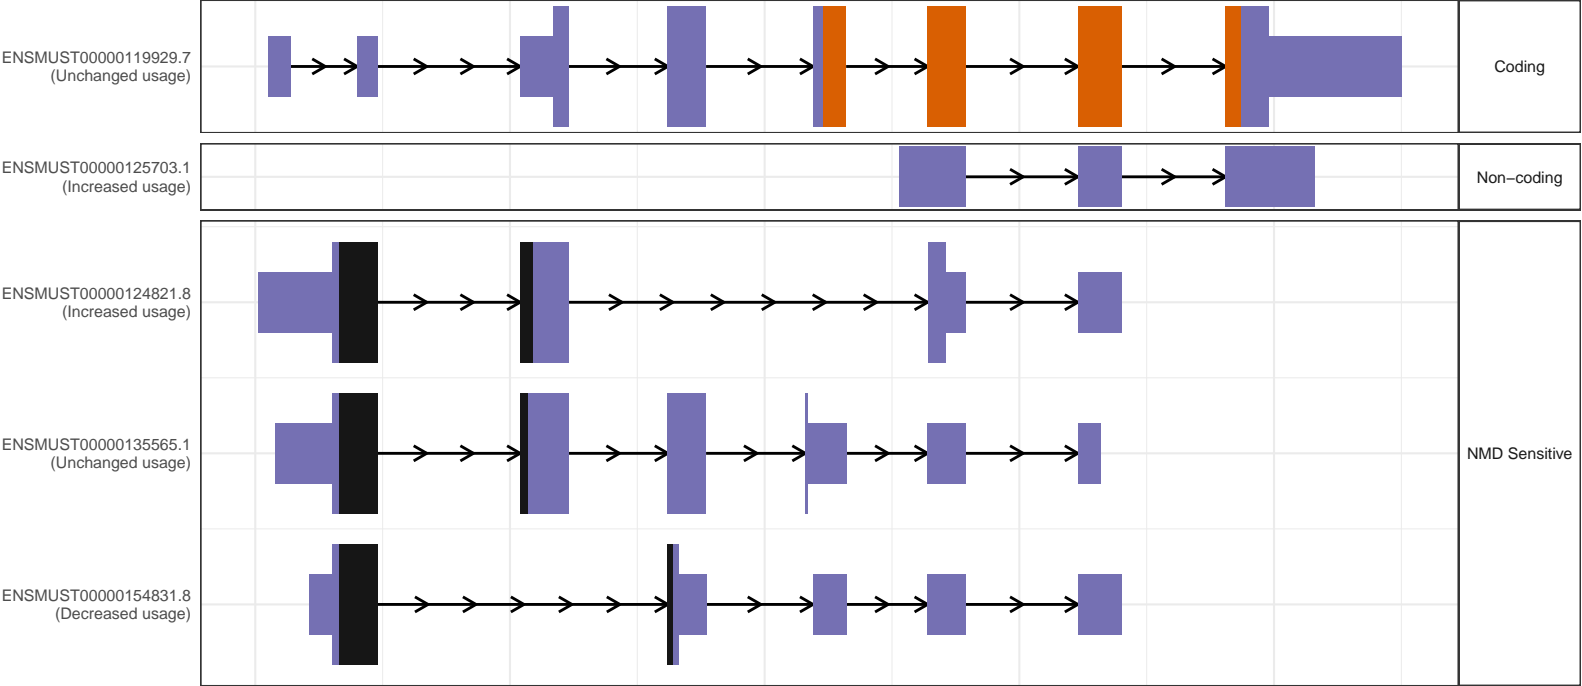 ENSMUST00000119929.7
(Unchanged usage)
Coding
ENSMUST00000125703.1
(Increased usage)
Non−coding
ENSMUST00000124821.8
(Increased usage)
ENSMUST00000135565.1
(Unchanged usage)
NMD Sensitive
ENSMUST00000154831.8
(Decreased usage)